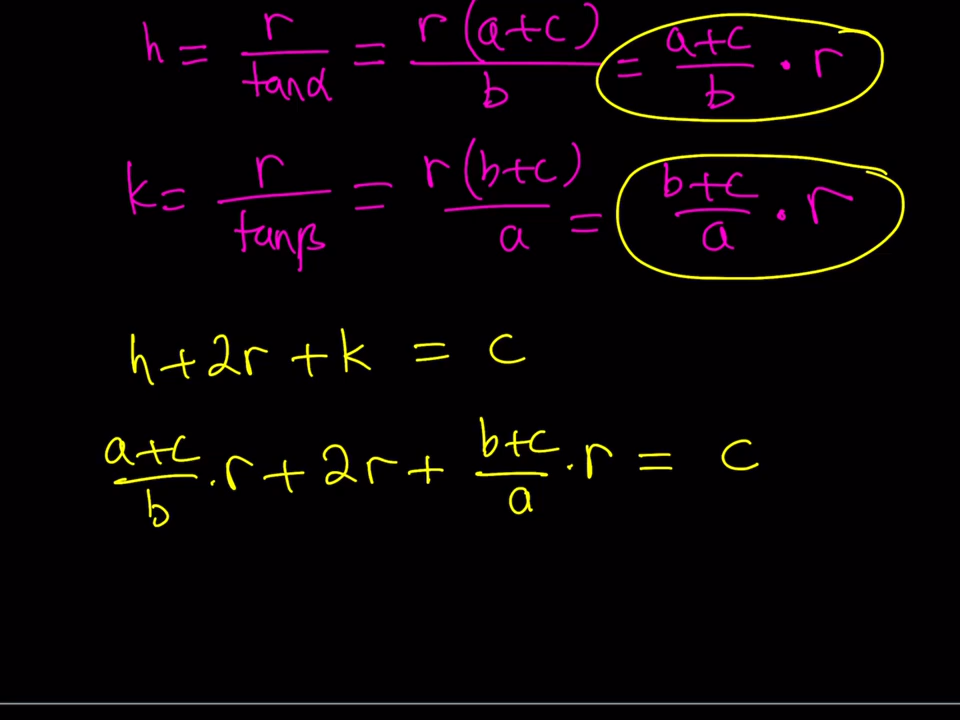 h = r/tanα = r(a+c)/b = a+c/b · r
k = r/tanβ = r(b+c)/a = b+c/a · r
h + 2r + k = c
a+c/b · r + 2r + b+c/a · r = c